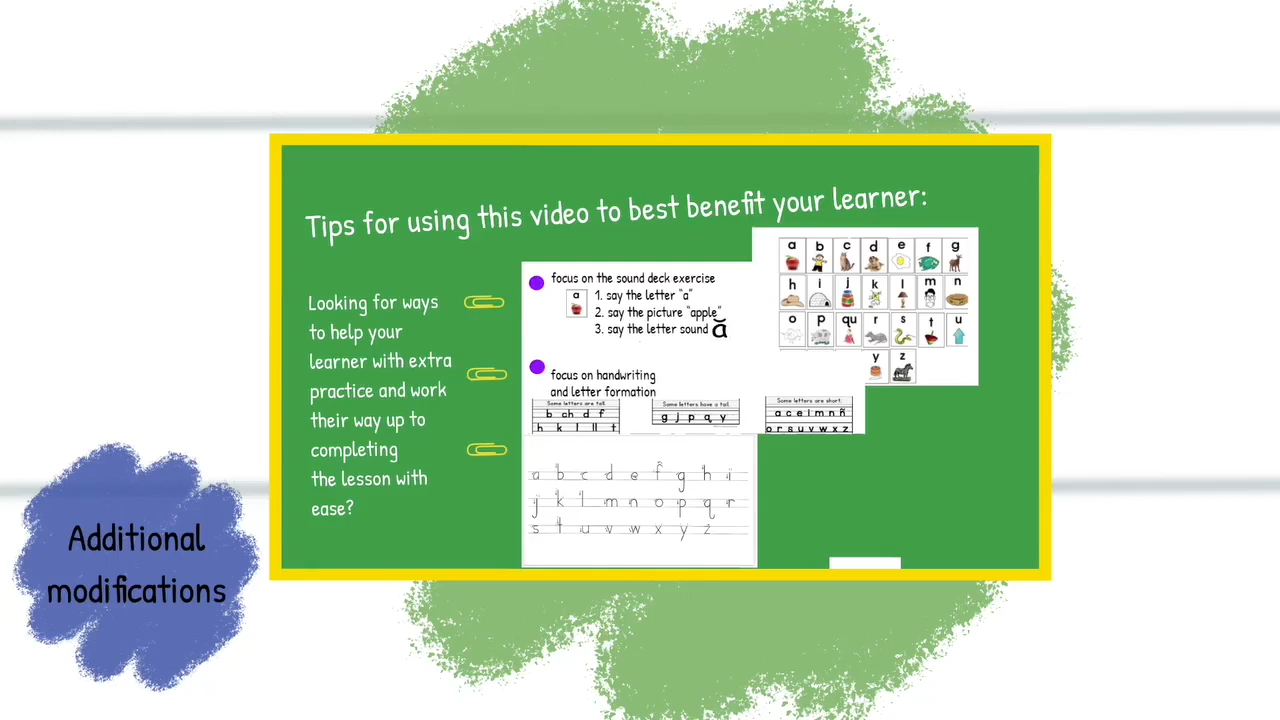 Tips for using this video to best benefit your learner:
Looking for ways
to help your
learner with extra
practice and work
their way up to
completing
the lesson with
ease?
focus on the sound deck exercise
a
1. say the letter "a"
2. say the picture "apple"
3. say the letter sound ă
focus on handwriting
and letter formation
Some letters are tall.
b ch d f
h k l ll t
Some letters have a tail.
g j p q y
Some letters are short.
a c e i m n ñ
o r s u v w x z
a b c d e f g h i
j k l m n o p q r
s t u v w x y z
a b c d e f g
h i j k l m n
o p qu r s t u
y z
Additional
modifications